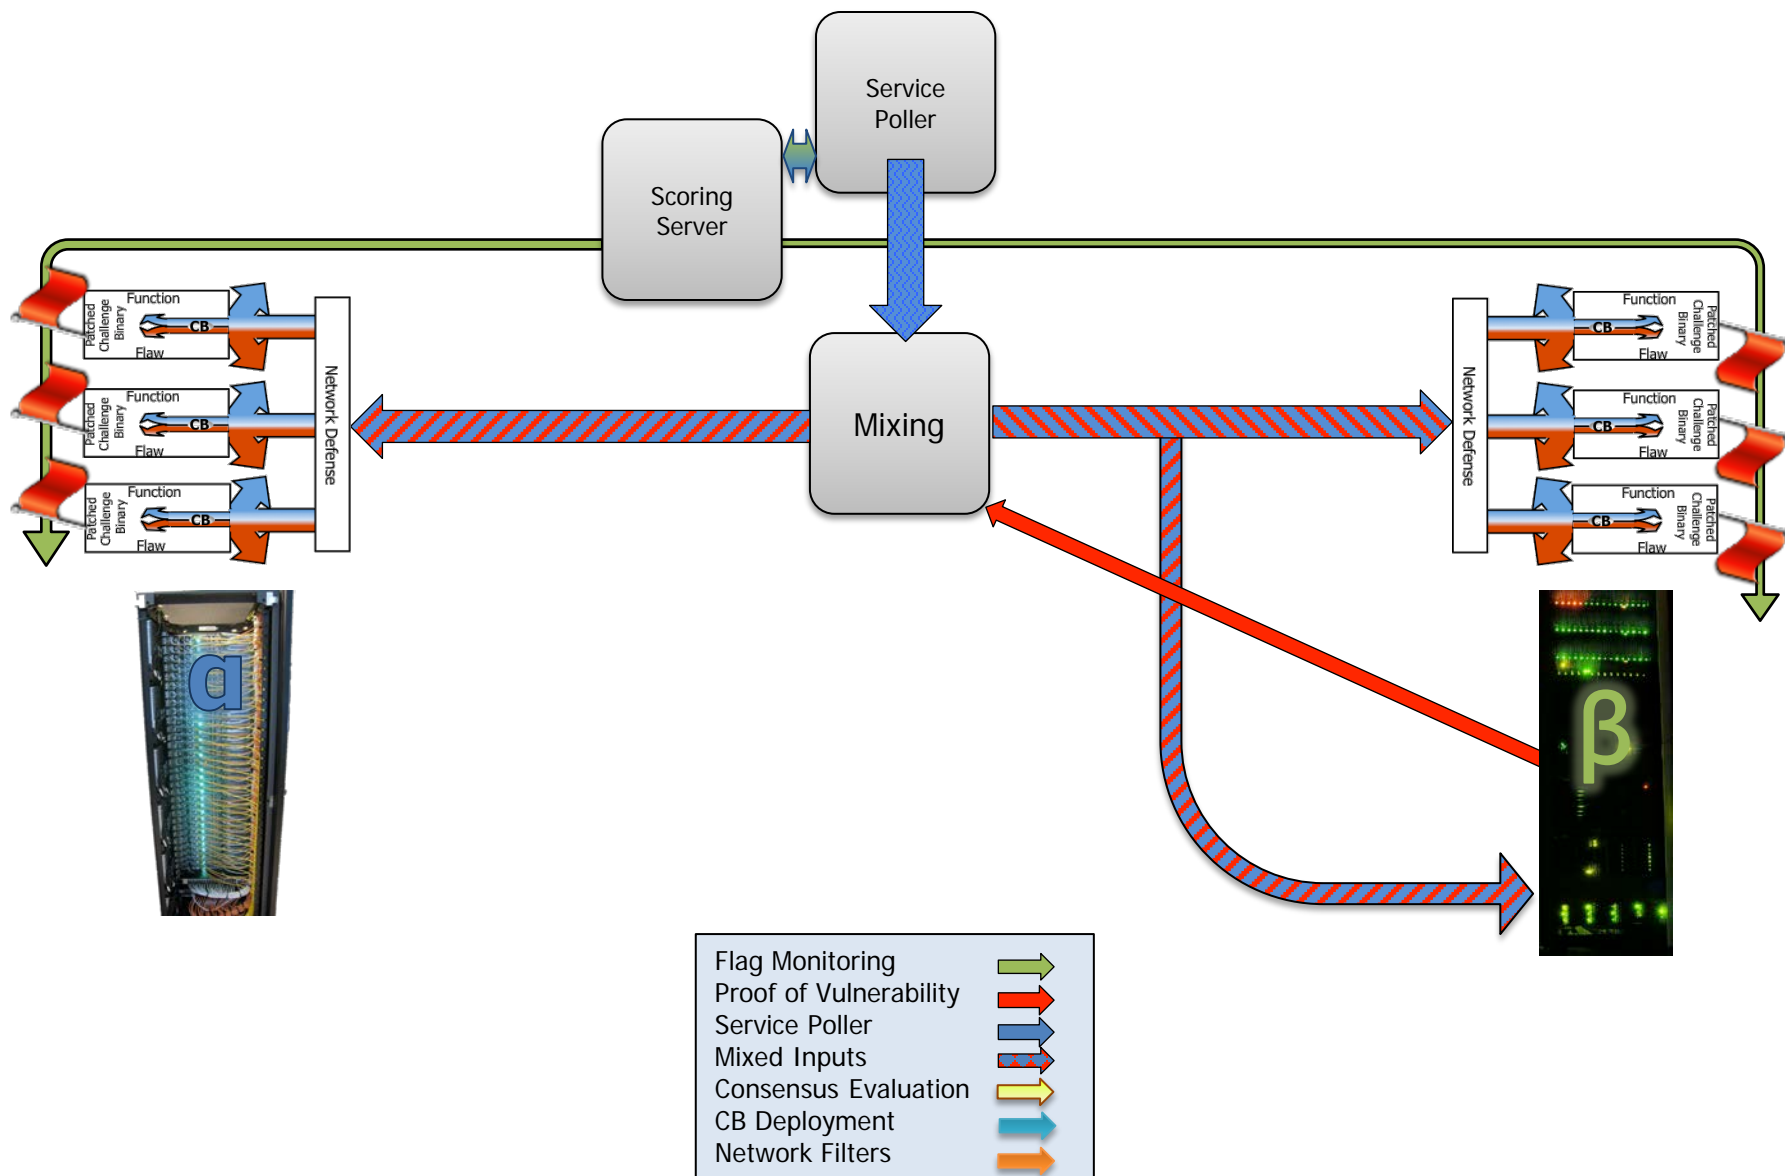 Service
Poller
Scoring
Server
Function
Patched
Challenge
Binary
CB
Flaw
Function
Patched
Challenge
Binary
CB
Flaw
Function
Patched
Challenge
Binary
CB
Flaw
Network Defense
Mixing
Network Defense
Function
Patched
Challenge
Binary
CB
Flaw
Function
Patched
Challenge
Binary
CB
Flaw
Function
Patched
Challenge
Binary
CB
Flaw
α
β
Flag Monitoring
Proof of Vulnerability
Service Poller
Mixed Inputs
Consensus Evaluation
CB Deployment
Network Filters